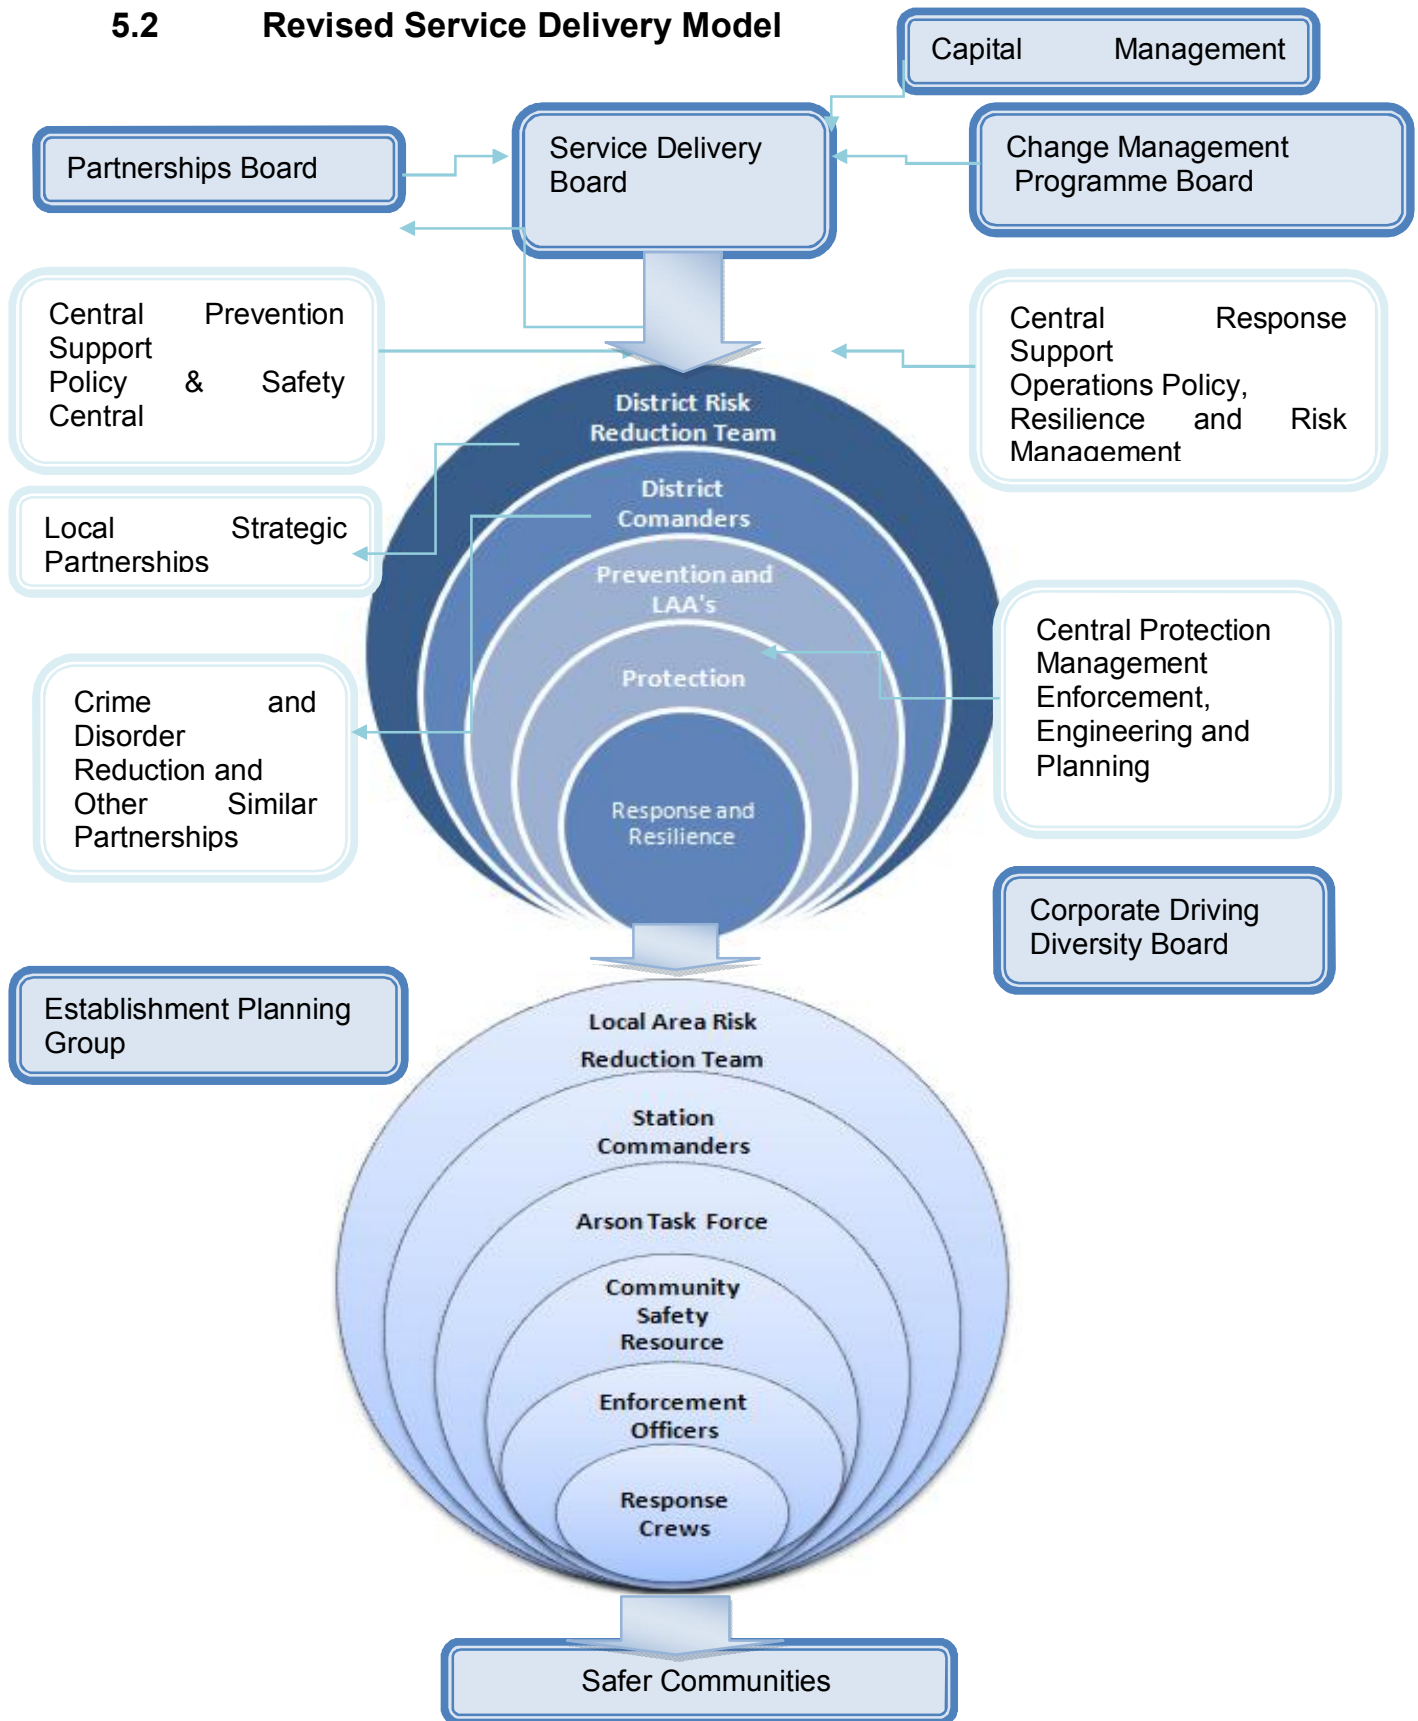 5.2 Revised Service Delivery Model
Capital Management
Partnerships Board
Service Delivery
Board
Change Management
Programme Board
Central Prevention
Support
Policy & Safety
Central
Central Response
Support
Operations Policy,
Resilience and Risk
Management
District Risk
Reduction Team
District
Comanders
Prevention and
LAA's
Protection
Response and
Resilience
Local Strategic
Partnerships
Crime and
Disorder
Reduction and
Other Similar
Partnerships
Central Protection
Management
Enforcement,
Engineering and
Planning
Corporate Driving
Diversity Board
Establishment Planning
Group
Local Area Risk
Reduction Team
Station
Commanders
Arson Task Force
Community
Safety
Resource
Enforcement
Officers
Response
Crews
Safer Communities